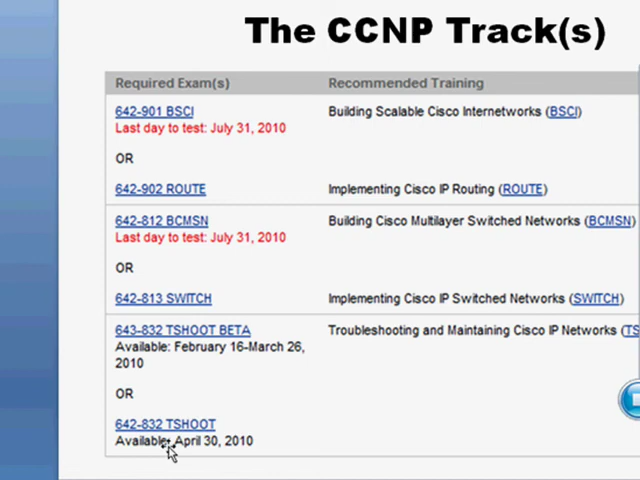 The CCNP Track(s)
Required Exam(s) Recommended Training
642-901 BSCI Building Scalable Cisco Internetworks (BSCI)
Last day to test: July 31, 2010
OR
642-902 ROUTE Implementing Cisco IP Routing (ROUTE)
642-812 BCMSN Building Cisco Multilayer Switched Networks (BCMSN)
Last day to test: July 31, 2010
OR
642-813 SWITCH Implementing Cisco IP Switched Networks (SWITCH)
643-832 TSHOOT BETA Troubleshooting and Maintaining Cisco IP Networks (TS
Available: February 16-March 26,
2010
OR
642-832 TSHOOT
Available: April 30, 2010